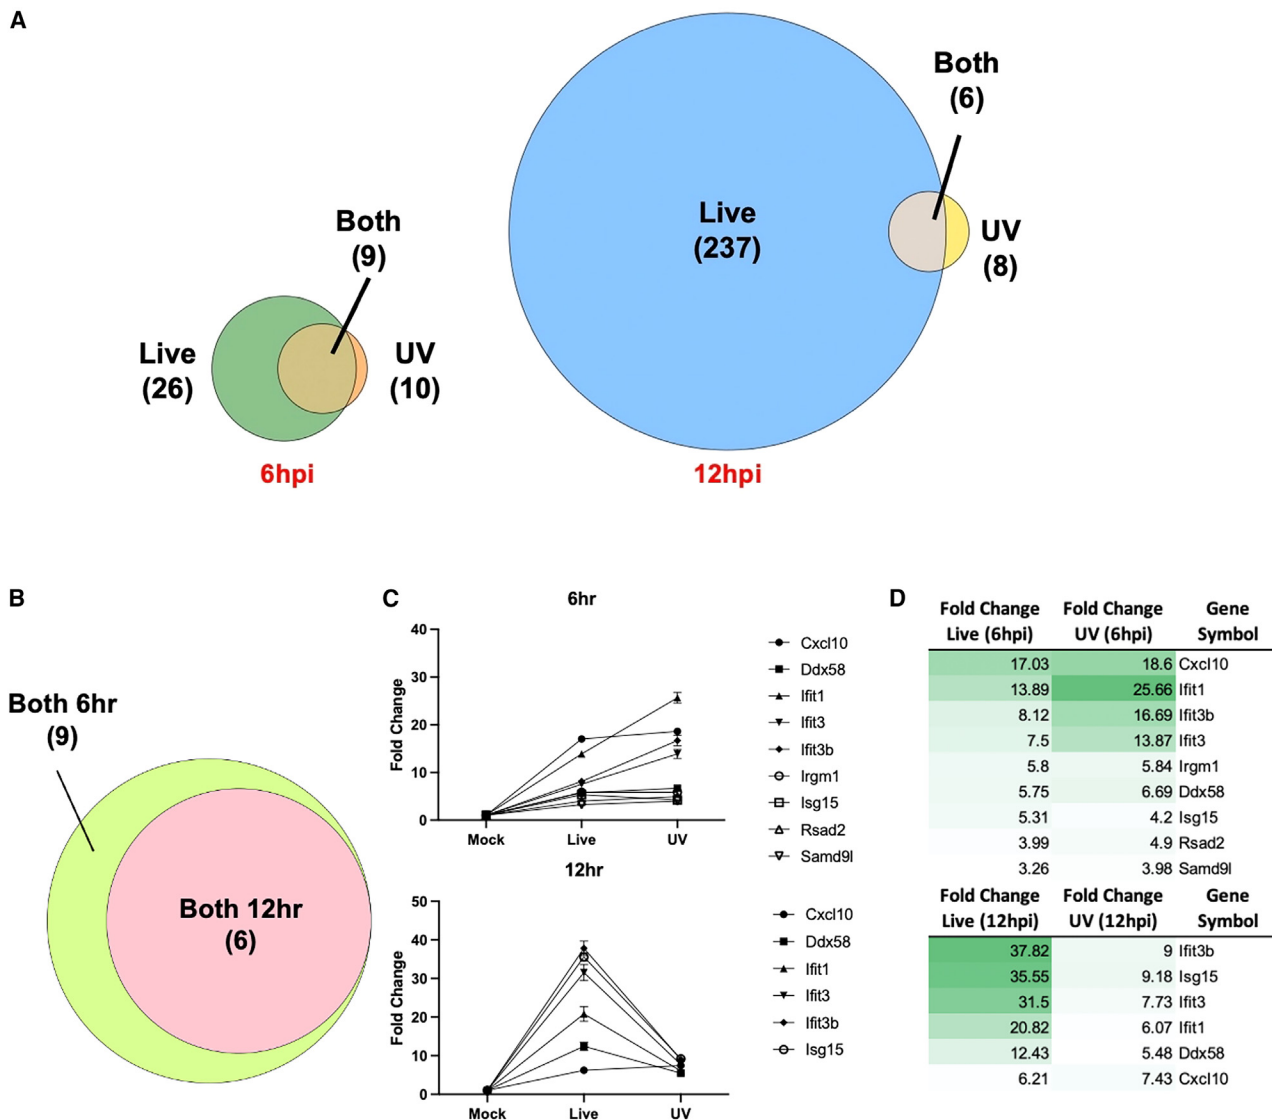 A
Both
(6)
Live
(237)
UV
(8)
Both
(9)
Live
(26)
UV
(10)
6hpi
12hpi
B
Both 6hr
(9)
Both 12hr
(6)
C
6hr
Fold Change
40
30
20
10
0
Mock
Live
UV
Cxcl10
Ddx58
Ifit1
Ifit3
Ifit3b
Irgm1
Isg15
Rsad2
Samd9l
12hr
Fold Change
50
40
30
20
10
0
Mock
Live
UV
Cxcl10
Ddx58
Ifit1
Ifit3
Ifit3b
Isg15
D
Fold Change Fold Change Gene
Live (6hpi) UV (6hpi) Symbol
17.03 18.6 Cxcl10
13.89 25.66 Ifit1
8.12 16.69 Ifit3b
7.5 13.87 Ifit3
5.8 5.84 Irgm1
5.75 6.69 Ddx58
5.31 4.2 Isg15
3.99 4.9 Rsad2
3.26 3.98 Samd9l
Fold Change Fold Change Gene
Live (12hpi) UV (12hpi) Symbol
37.82 9 Ifit3b
35.55 9.18 Isg15
31.5 7.73 Ifit3
20.82 6.07 Ifit1
12.43 5.48 Ddx58
6.21 7.43 Cxcl10